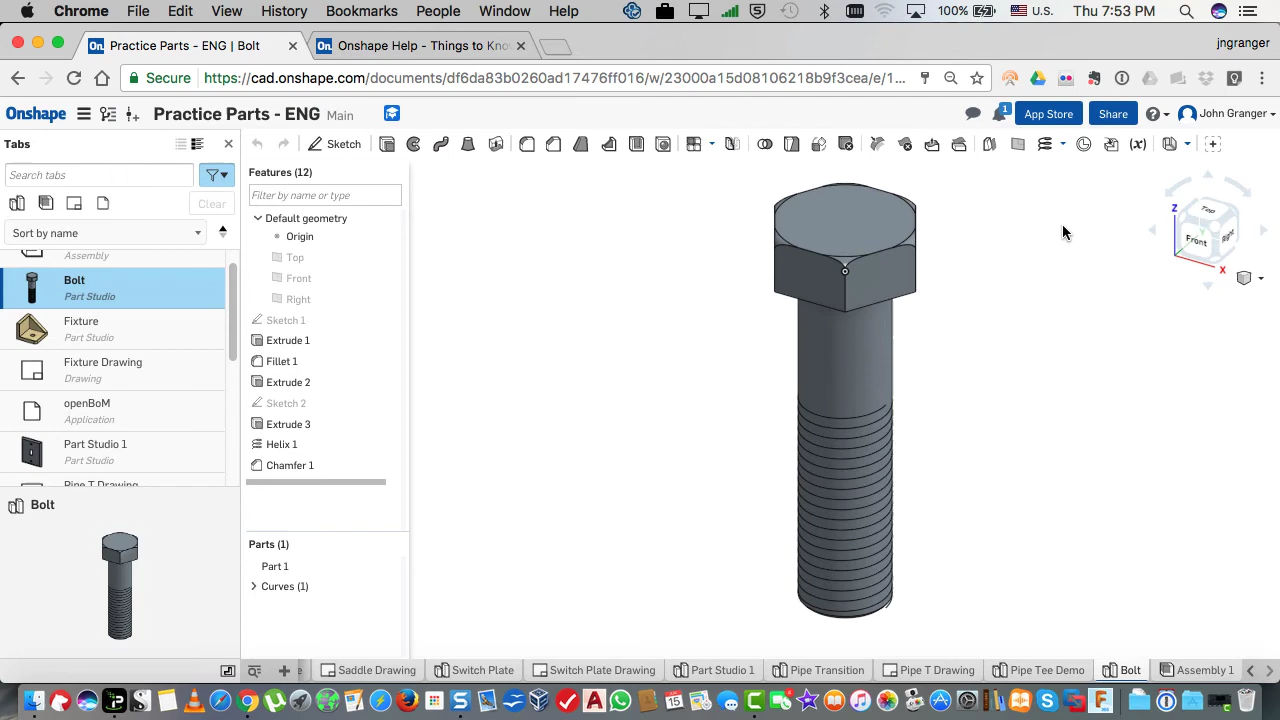 Chrome File Edit View History Bookmarks People Window Help 100% U.S. Thu 7:53 PM
On Practice Parts - ENG | Bolt
On Onshape Help - Things to Kno
jngranger
Secure https://cad.onshape.com/documents/df6da83b0260ad17476ff016/w/23000a15d08106218b9f3cea/e/1...
Onshape Practice Parts - ENG Main 1 App Store Share John Granger
Tabs
Sketch
Search tabs
Clear
Sort by name
Assembly
Bolt
Part Studio
Fixture
Part Studio
Fixture Drawing
Drawing
openBoM
Application
Part Studio 1
Part Studio
Pipe T Drawing
Bolt
Features (12)
Filter by name or type
Default geometry
Origin
Top
Front
Right
Sketch 1
Extrude 1
Fillet 1
Extrude 2
Sketch 2
Extrude 3
Helix 1
Chamfer 1
Parts (1)
Part 1
Curves (1)
(x)
Z
Top
Front
Right
Y
X
Saddle Drawing Switch Plate Switch Plate Drawing Part Studio 1 Pipe Transition Pipe T Drawing Pipe Tee Demo Bolt Assembly 1